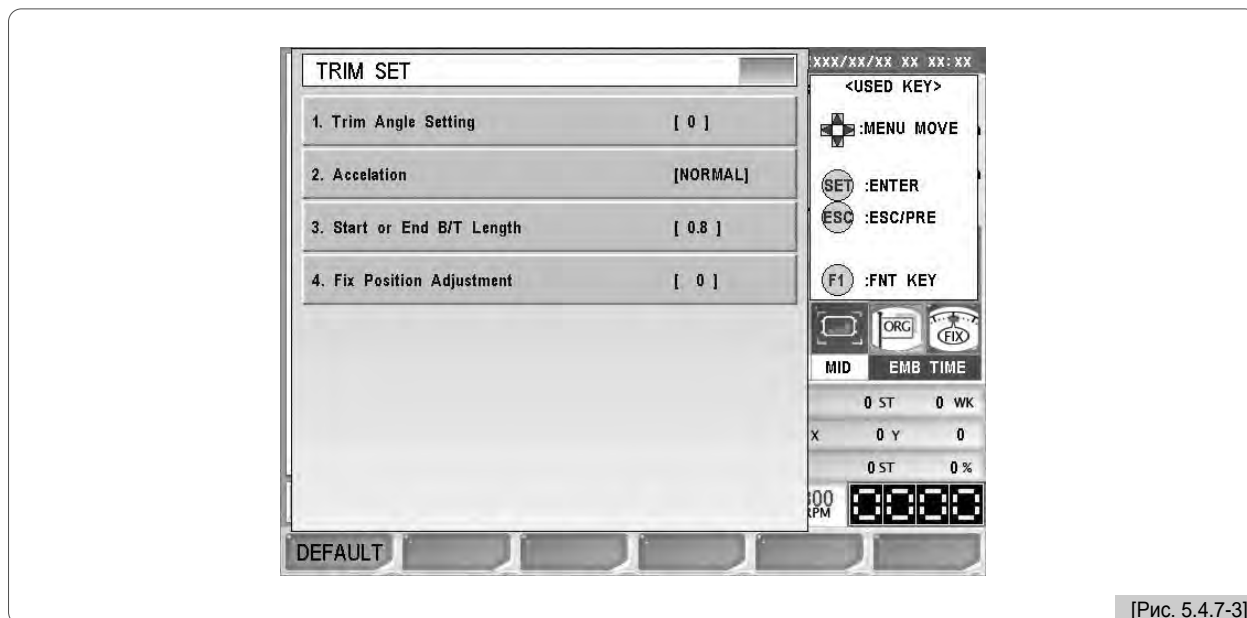 TRIM SET
1. Trim Angle Setting [ 0 ]
2. Accelation [NORMAL]
3. Start or End B/T Length [ 0.8 ]
4. Fix Position Adjustment [ 0 ]
DEFAULT
:xxx/xx/xx xx xx:xx
<USED KEY>
:MENU MOVE
SET :ENTER
ESC :ESC/PRE
F1 :FNT KEY
ORG FIX
MID EMB TIME
0 ST 0 WK
X 0 Y 0
0 ST 0 %
RPM 0000
[Рис. 5.4.7-3]